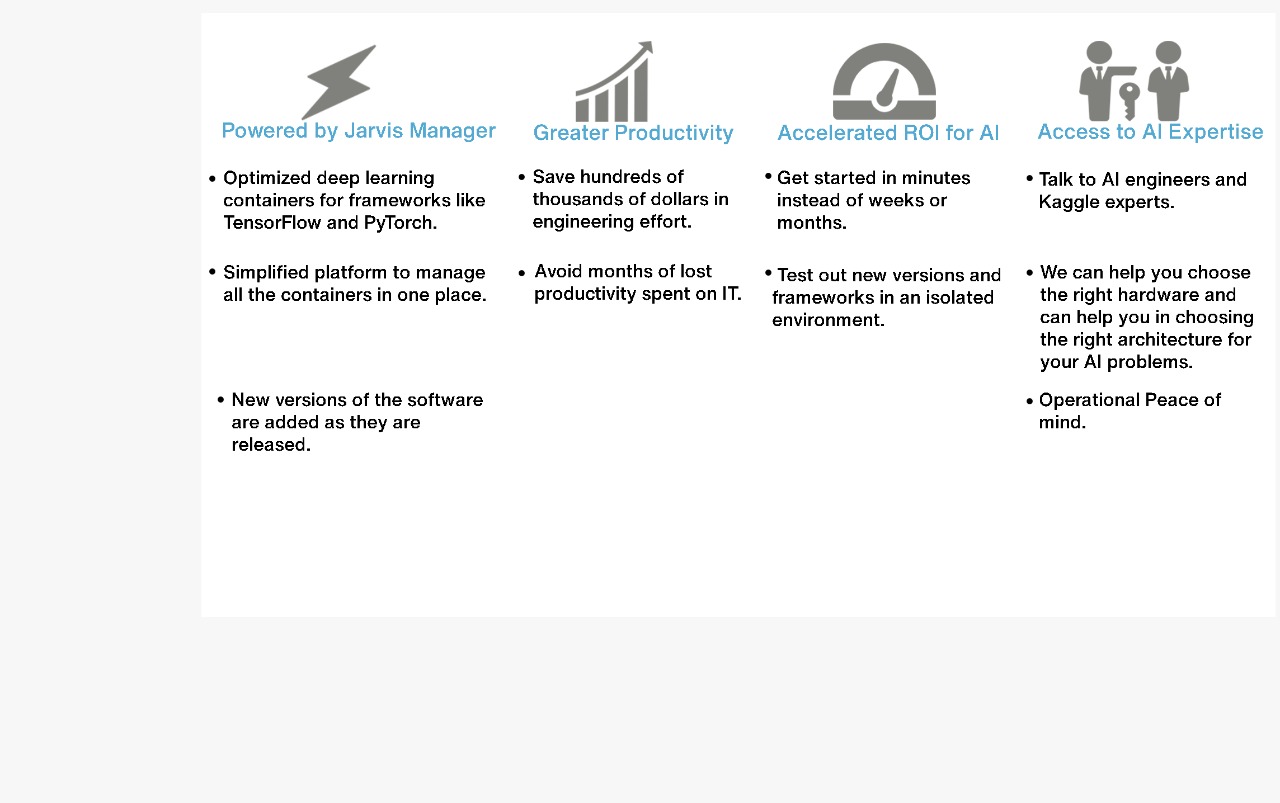 Powered by Jarvis Manager
• Optimized deep learning
containers for frameworks like
TensorFlow and PyTorch.
• Simplified platform to manage
all the containers in one place.
• New versions of the software
are added as they are
released.
Greater Productivity
• Save hundreds of
thousands of dollars in
engineering effort.
• Avoid months of lost
productivity spent on IT.
Accelerated ROI for AI
• Get started in minutes
instead of weeks or
months.
• Test out new versions and
frameworks in an isolated
environment.
Access to AI Expertise
• Talk to AI engineers and
Kaggle experts.
• We can help you choose
the right hardware and
can help you in choosing
the right architecture for
your AI problems.
• Operational Peace of
mind.